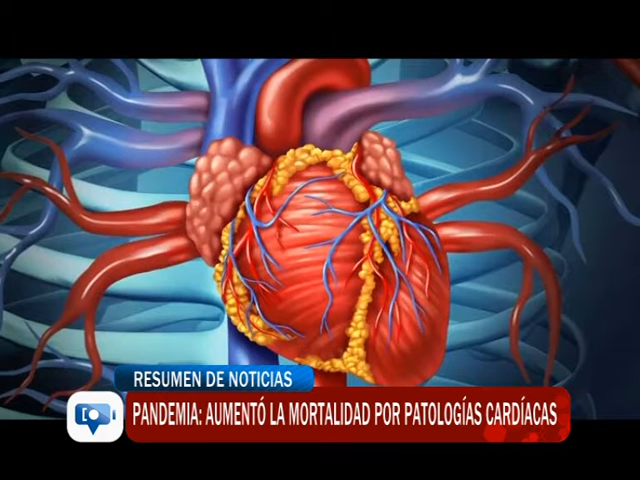 RESUMEN DE NOTICIAS
PANDEMIA: AUMENTÓ LA MORTALIDAD POR PATOLOGÍAS CARDÍACAS